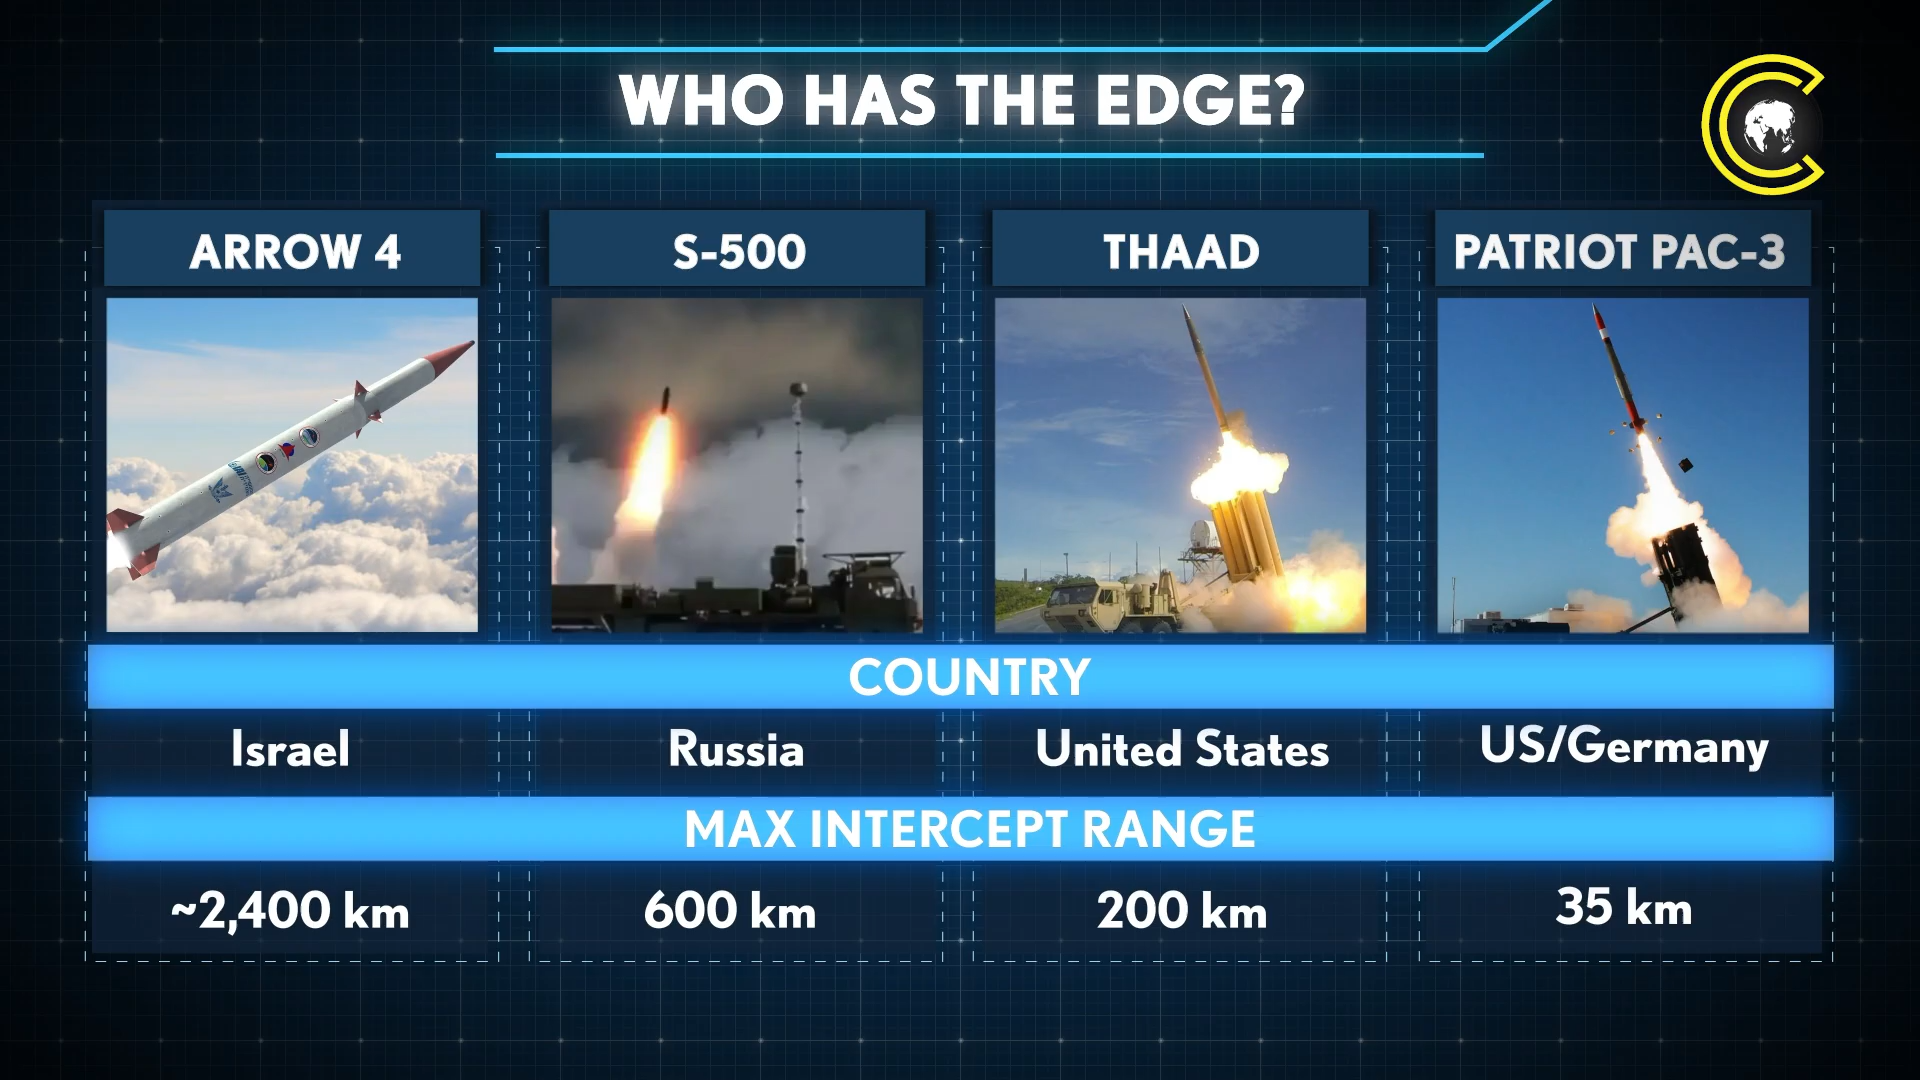 WHO HAS THE EDGE?
ARROW 4
S-500
THAAD
PATRIOT PAC-3
COUNTRY
Israel
Russia
United States
US/Germany
MAX INTERCEPT RANGE
~2,400 km
600 km
200 km
35 km